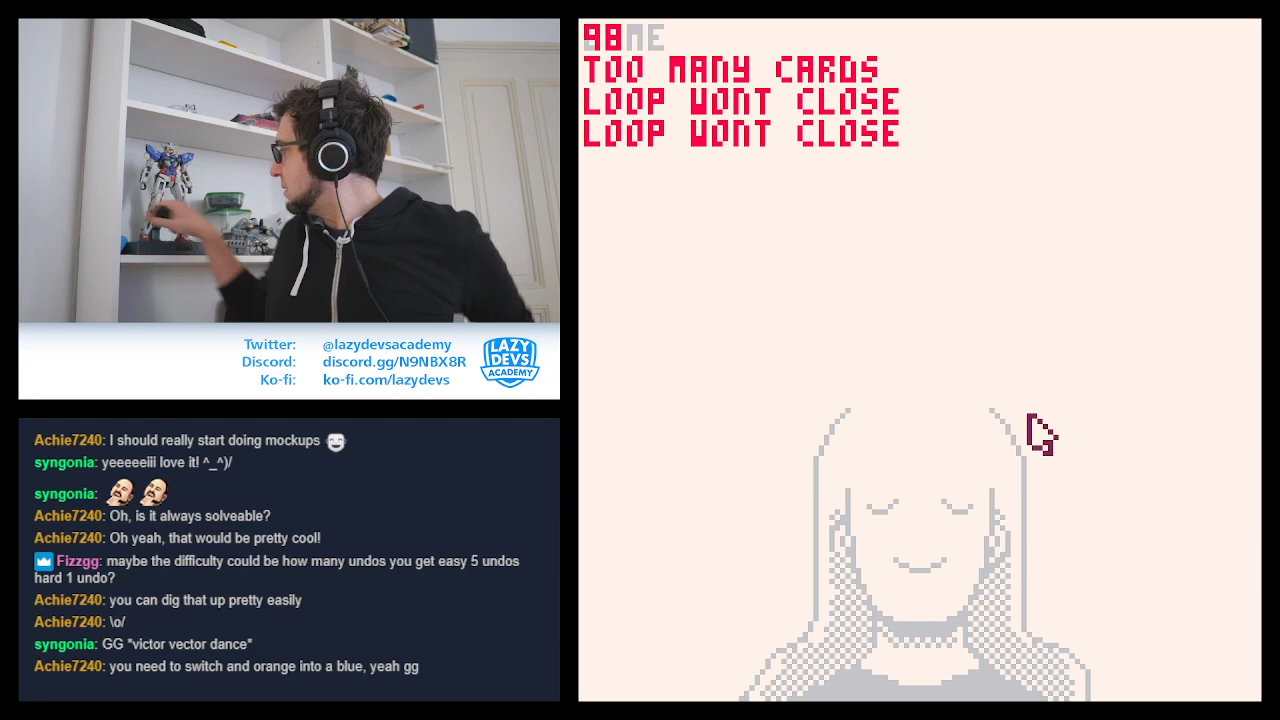 Twitter: @lazydevsacademy
Discord: discord.gg/N9NBX8R
Ko-fi: ko-fi.com/lazydevs
LAZY
DEVS
ACADEMY
Achie7240: I should really start doing mockups
syngonia: yeeeeeiii love it! ^_^)/
syngonia:
Achie7240: Oh, is it always solveable?
Achie7240: Oh yeah, that would be pretty cool!
Fizzgg: maybe the difficulty could be how many undos you get easy 5 undos
hard 1 undo?
Achie7240: you can dig that up pretty easily
Achie7240: \o/
syngonia: GG *victor vector dance*
Achie7240: you need to switch and orange into a blue, yeah gg
98ME
TOO MANY CARDS
LOOP WONT CLOSE
LOOP WONT CLOSE